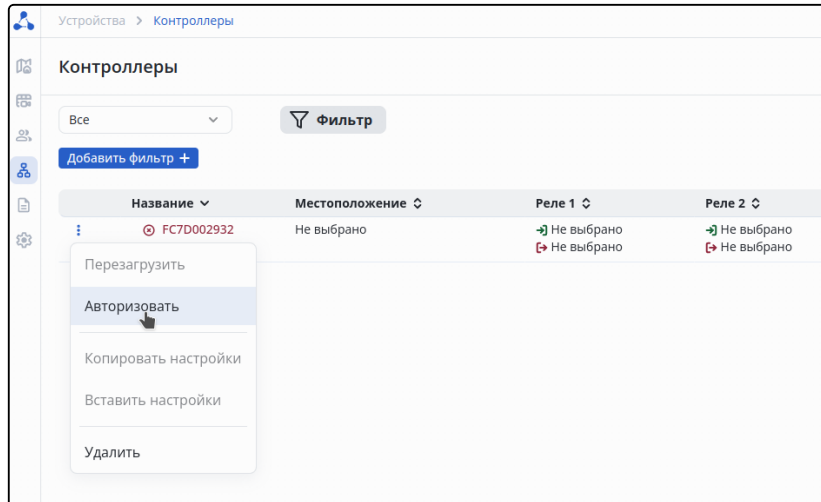 Устройства > Контроллеры
Контроллеры
Все
Фильтр
Добавить фильтр +
Название Местоположение Реле 1 Реле 2
FC7D002932 Не выбрано Не выбрано Не выбрано
Не выбрано Не выбрано
Перезагрузить
Авторизовать
Копировать настройки
Вставить настройки
Удалить